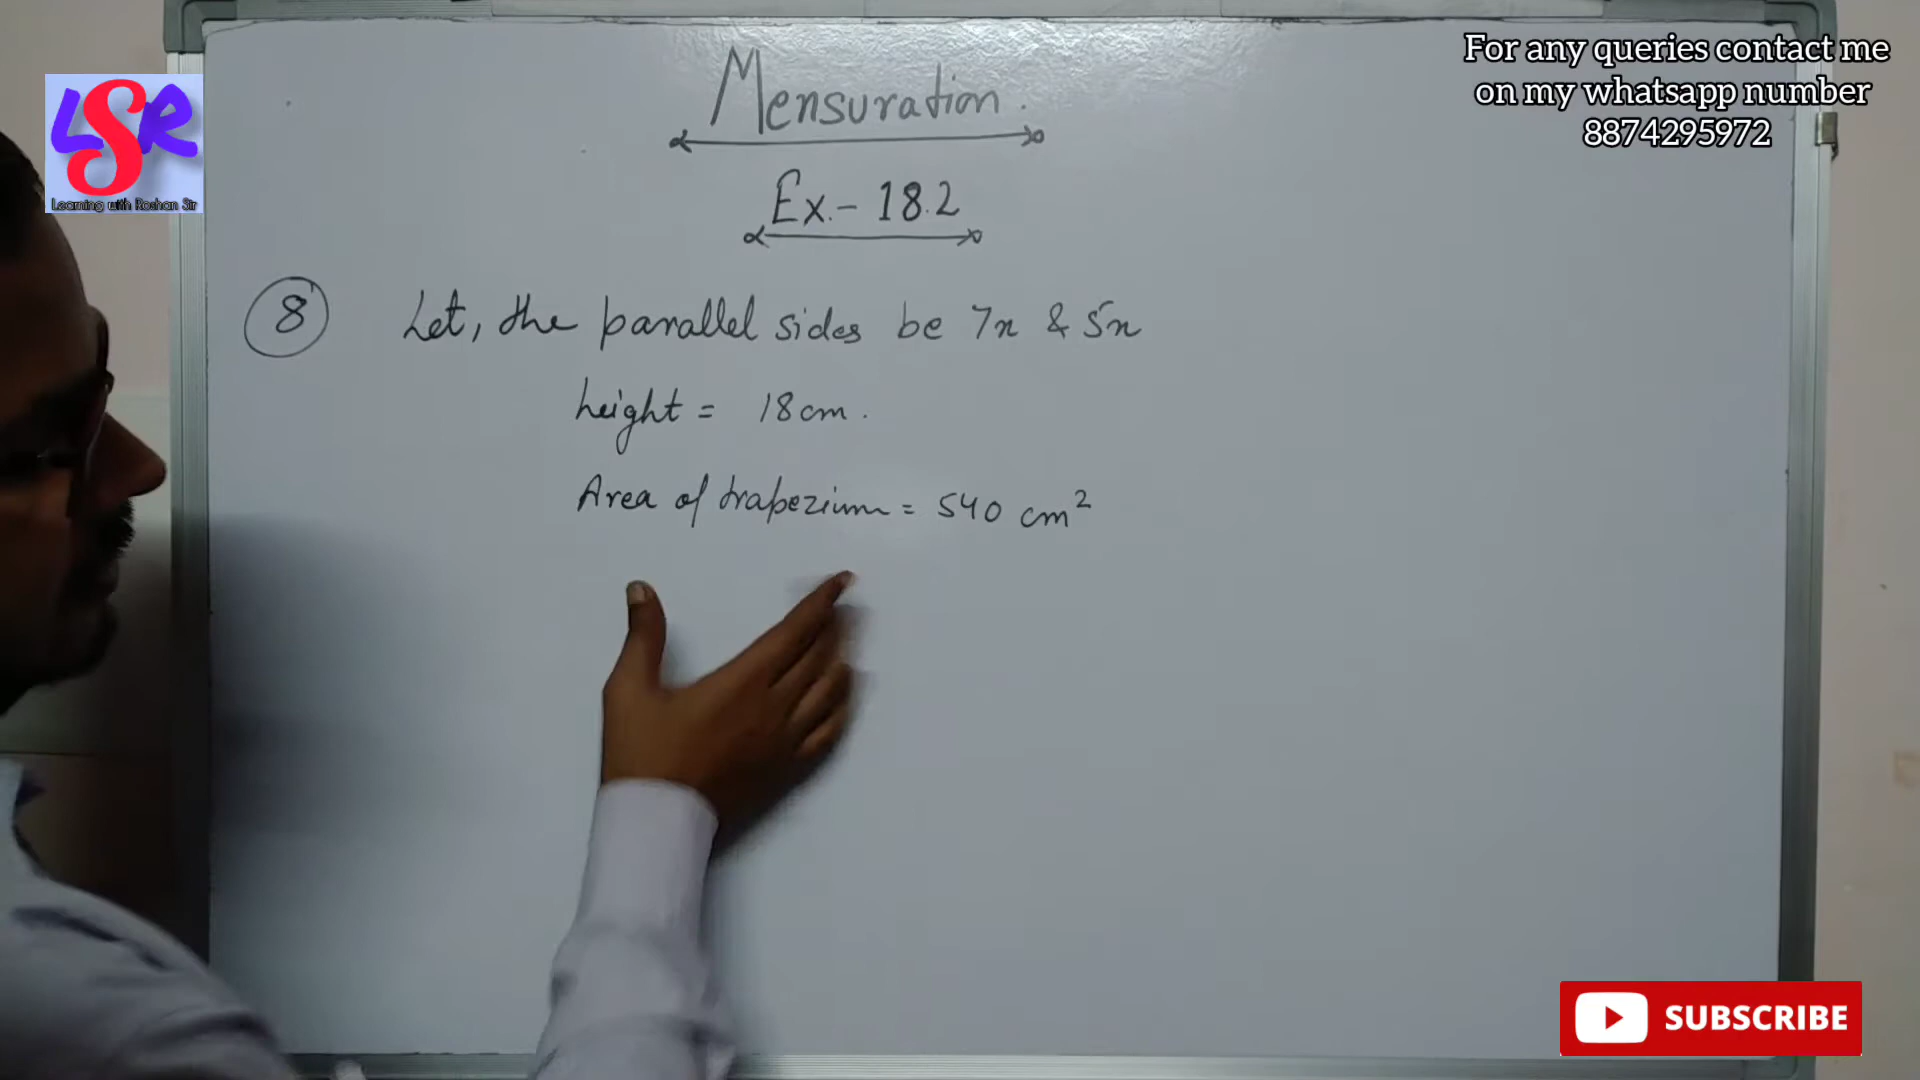 For any queries contact me
on my whatsapp number
8874295972
LSR
Learning with Roshan Sir
Mensuration.
Ex.- 18.2
8 Let, the parallel sides be 7x & 5x
height = 18 cm.
Area of trapezium = 540 cm²
SUBSCRIBE